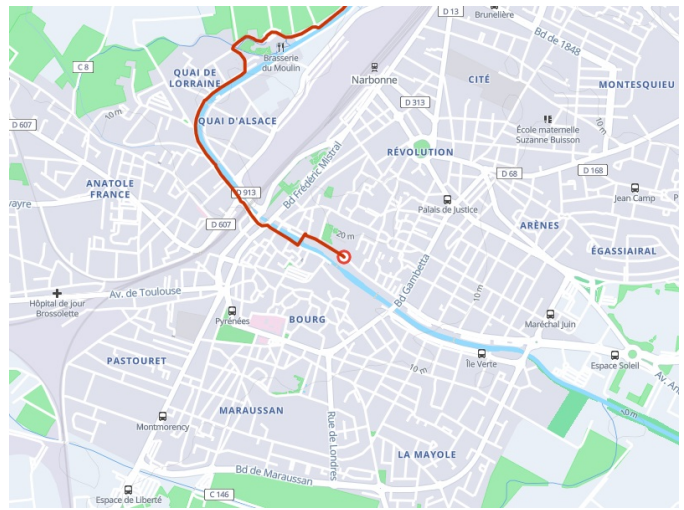 D 13
Brunelière
Bd de 1848
C 8
Brasserie
du Moulin
QUAI DE
LORRAINE
Narbonne
CITÉ
MONTESQUIEU
D 313
10 m
10 m
D 607
QUAI D'ALSACE
École maternelle
Suzanne Buisson
RÉVOLUTION
D 68
D 168
Bd Frédéric Mistral
ANATOLE
FRANCE
D 913
Jean Camp
vayre
Palais de Justice
D 607
20 m
ARÈNES
ÉGASSIAIRAL
Bd Gambetta
Hôpital de jour
Brossolette
Av. de Toulouse
10 m
Pyrénées
BOURG
Maréchal Juin
PASTOURET
Île Verte
Espace Soleil
10 m
Av. An
MARAUSSAN
Rue de Londres
10 m
Montmorency
LA MAYOLE
Bd de Maraussan
Espace de Liberté
C 146